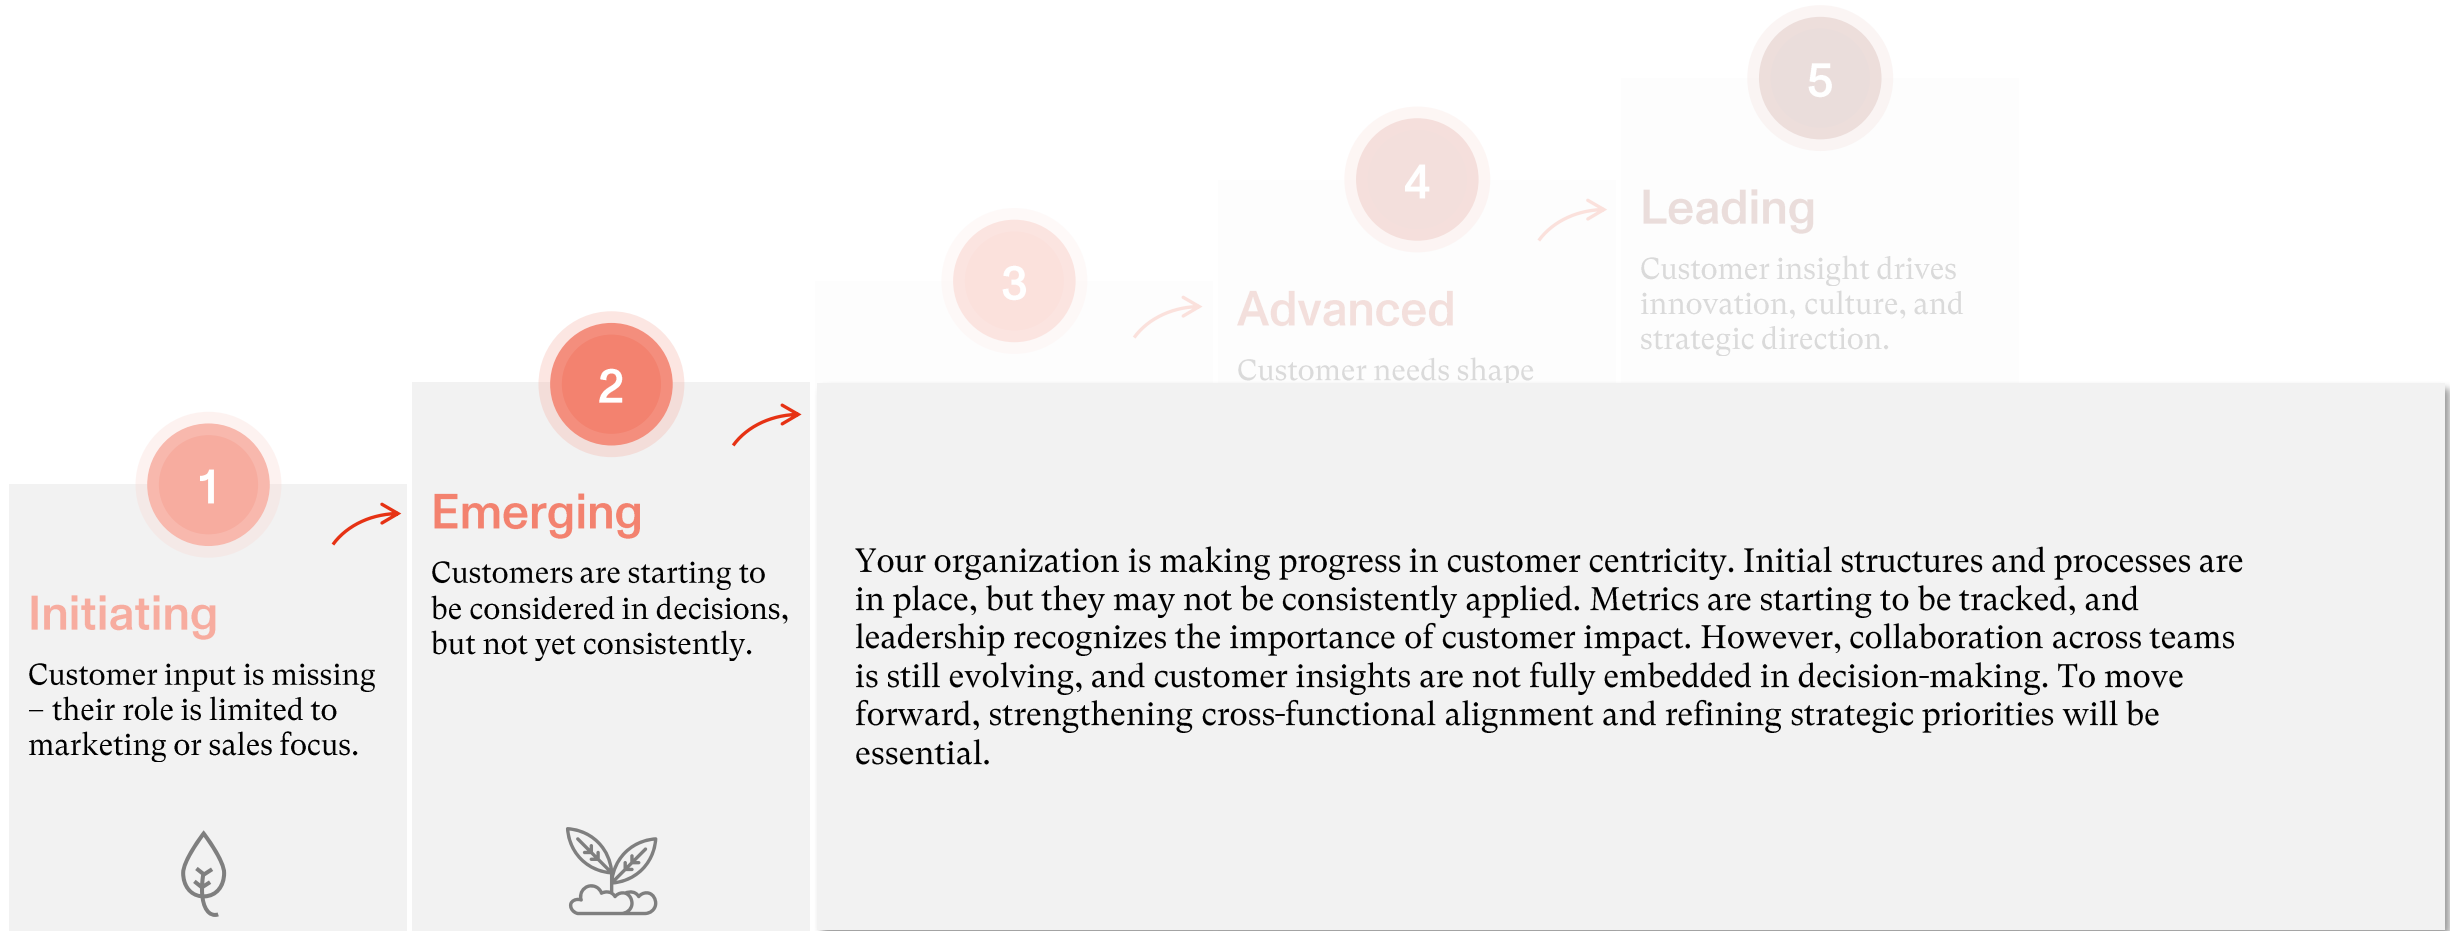 1
Initiating
Customer input is missing
– their role is limited to
marketing or sales focus.
2
Emerging
Customers are starting to
be considered in decisions,
but not yet consistently.
3
4
Advanced
Customer needs shape
5
Leading
Customer insight drives
innovation, culture, and
strategic direction.
Your organization is making progress in customer centricity. Initial structures and processes are
in place, but they may not be consistently applied. Metrics are starting to be tracked, and
leadership recognizes the importance of customer impact. However, collaboration across teams
is still evolving, and customer insights are not fully embedded in decision-making. To move
forward, strengthening cross-functional alignment and refining strategic priorities will be
essential.